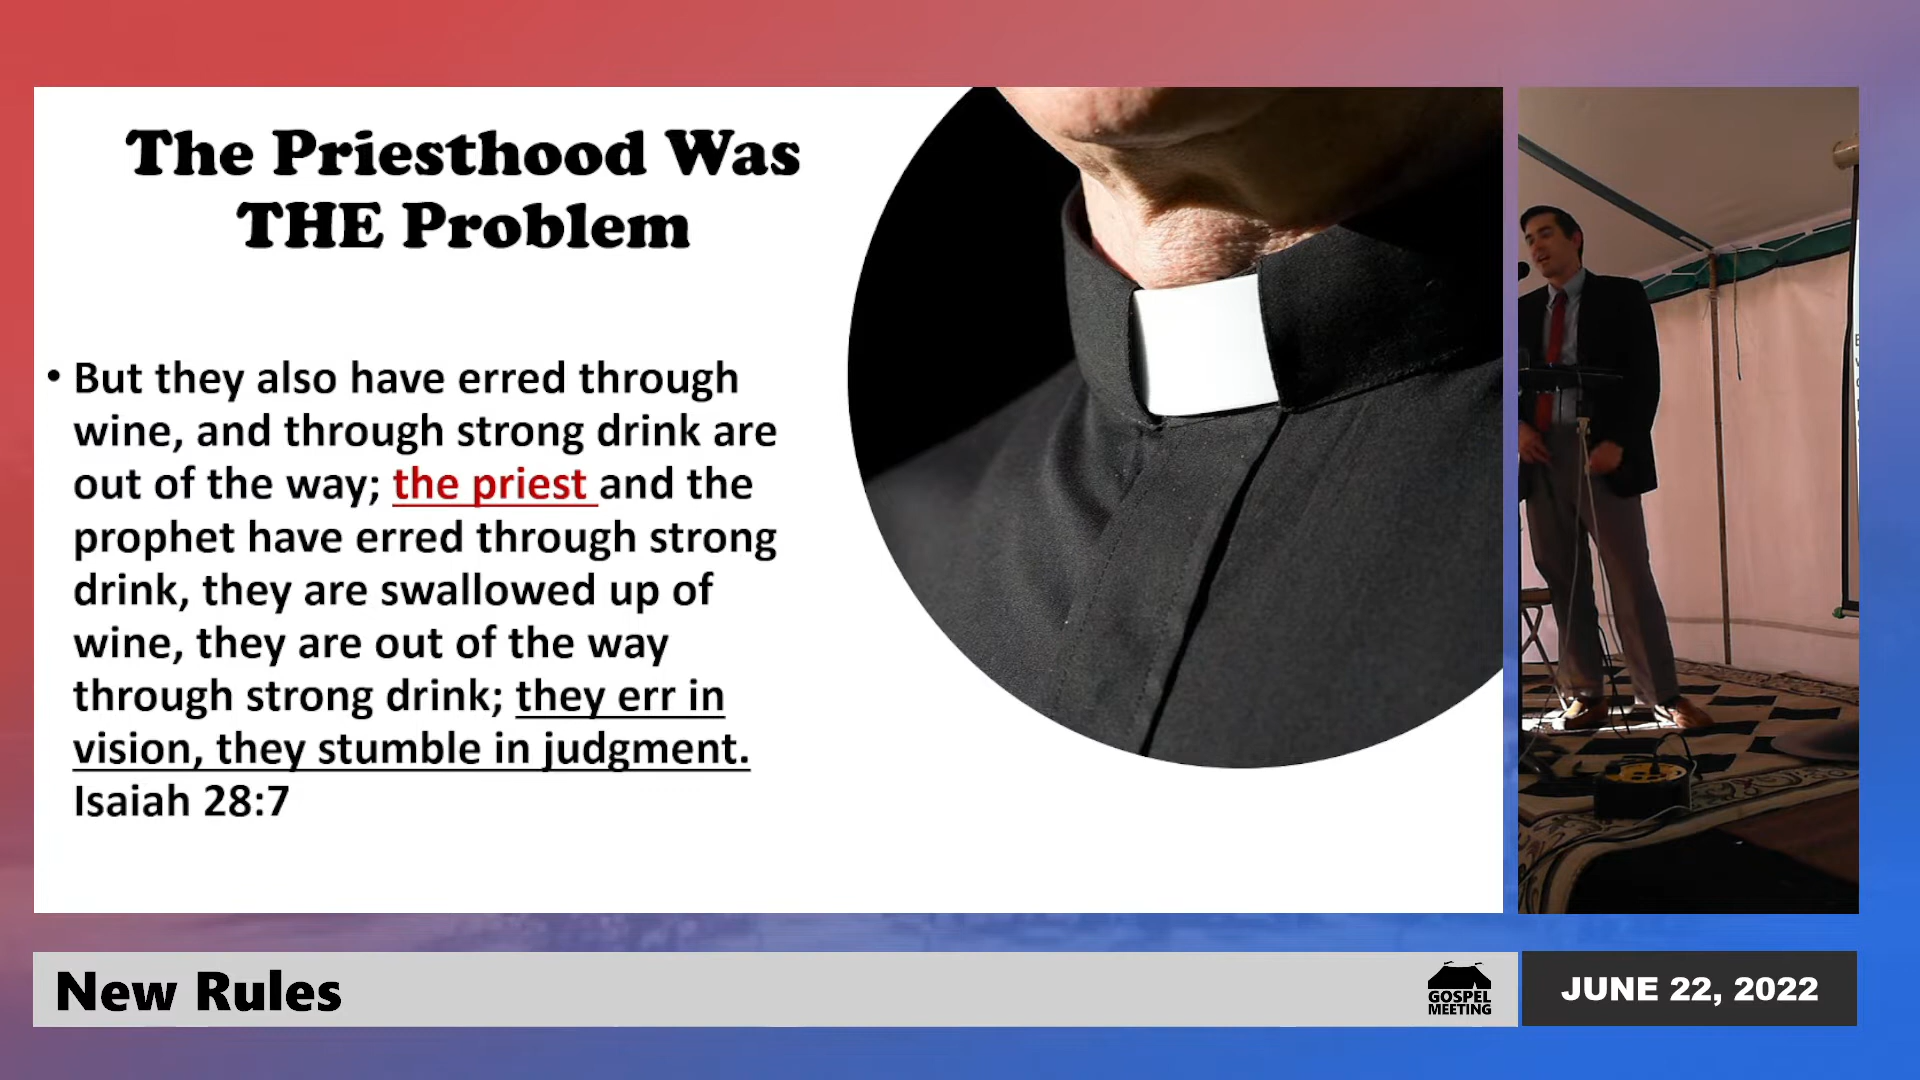 The Priesthood Was
THE Problem
• But they also have erred through
wine, and through strong drink are
out of the way; the priest and the
prophet have erred through strong
drink, they are swallowed up of
wine, they are out of the way
through strong drink; they err in
vision, they stumble in judgment.
Isaiah 28:7
New Rules
GOSPEL
MEETING
JUNE 22, 2022